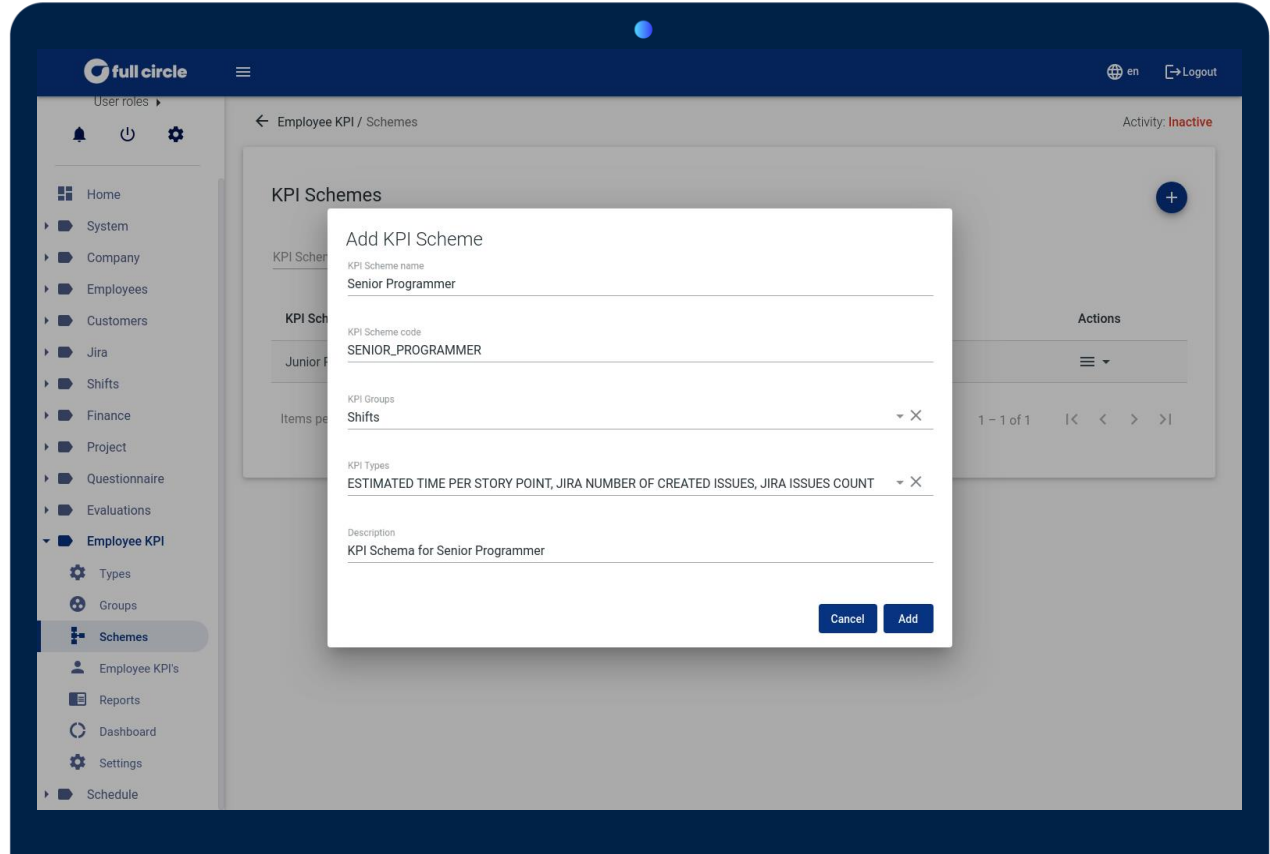 full circle
en
Logout
User roles
Employee KPI / Schemes
Activity: Inactive
Home
System
Company
Employees
Customers
Jira
Shifts
Finance
Project
Questionnaire
Evaluations
Employee KPI
Types
Groups
Schemes
Employee KPI's
Reports
Dashboard
Settings
Schedule
KPI Schemes
+
KPI
KPI
Actions
Junior
Items
1 – 1 of 1
Add KPI Scheme
KPI Scheme name
Senior Programmer
KPI Scheme code
SENIOR_PROGRAMMER
KPI Groups
Shifts
KPI Types
ESTIMATED TIME PER STORY POINT, JIRA NUMBER OF CREATED ISSUES, JIRA ISSUES COUNT
Description
KPI Schema for Senior Programmer
Cancel
Add